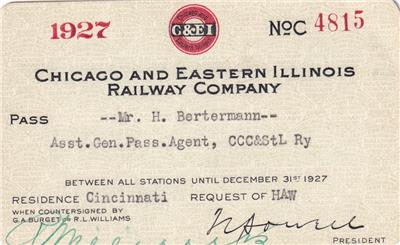 1927
C&EI
NoC 4815
CHICAGO AND EASTERN ILLINOIS
RAILWAY COMPANY
PASS --Mr. H. Bertermann--
Asst.Gen.Pass.Agent, CCC&StL Ry
BETWEEN ALL STATIONS UNTIL DECEMBER 31ST 1927
RESIDENCE Cincinnati REQUEST OF HAW
WHEN COUNTERSIGNED BY
G.A.BURGET OR R.L.WILLIAMS
PRESIDENT